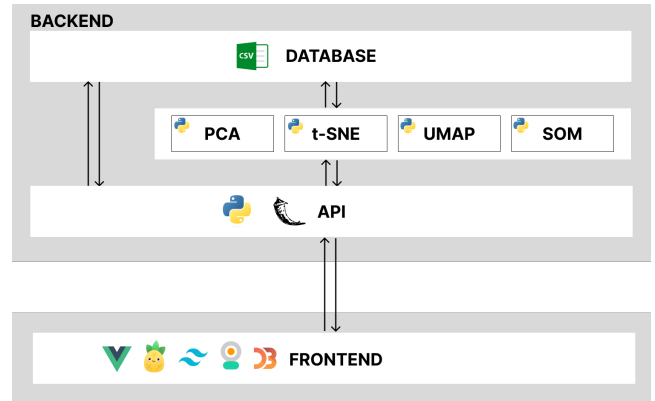 BACKEND
CSV DATABASE
PCA t-SNE UMAP SOM
API
FRONTEND